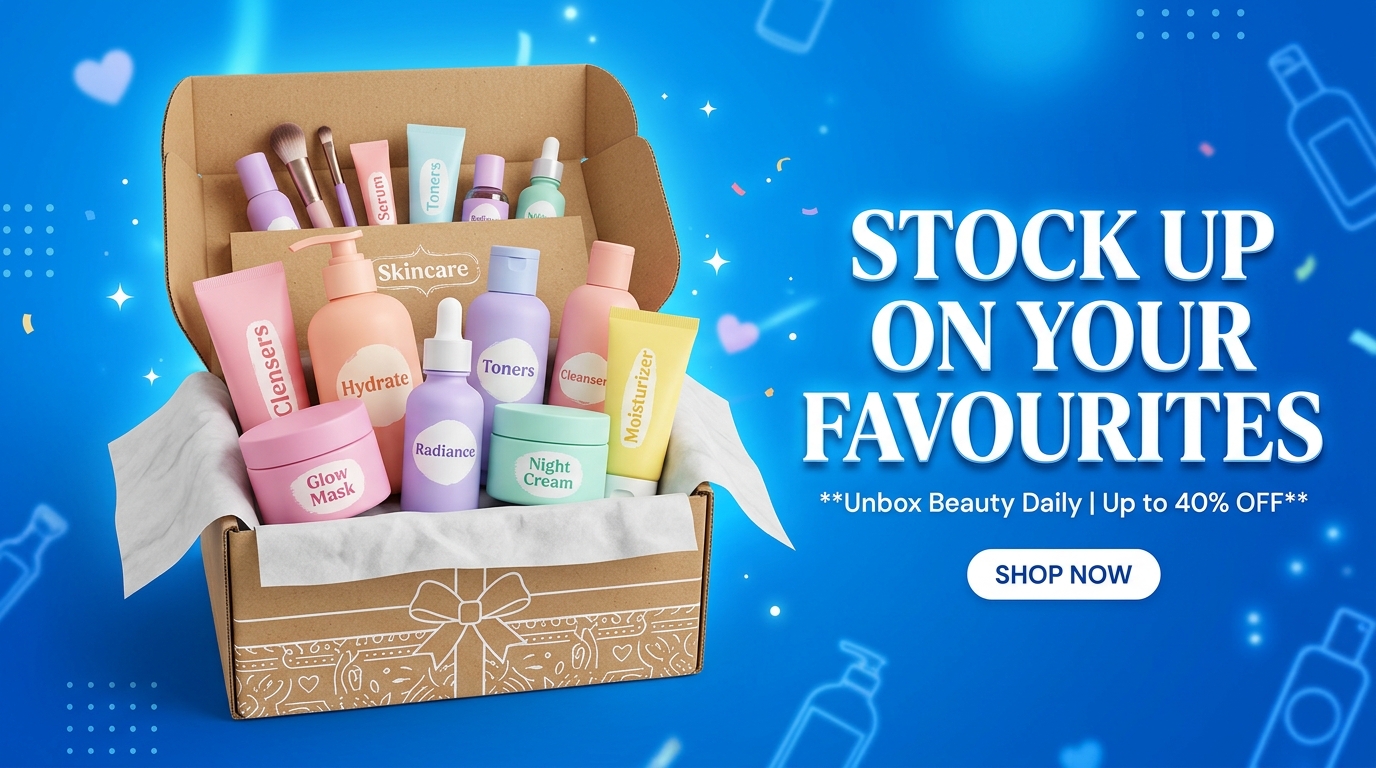 Serum
Toners
Skincare
Clensers
Hydrate
Toners
Cleanser
Moisturizer
Radiance
Glow
Mask
Night
Cream
STOCK UP
ON YOUR
FAVOURITES
**Unbox Beauty Daily | Up to 40% OFF**
SHOP NOW